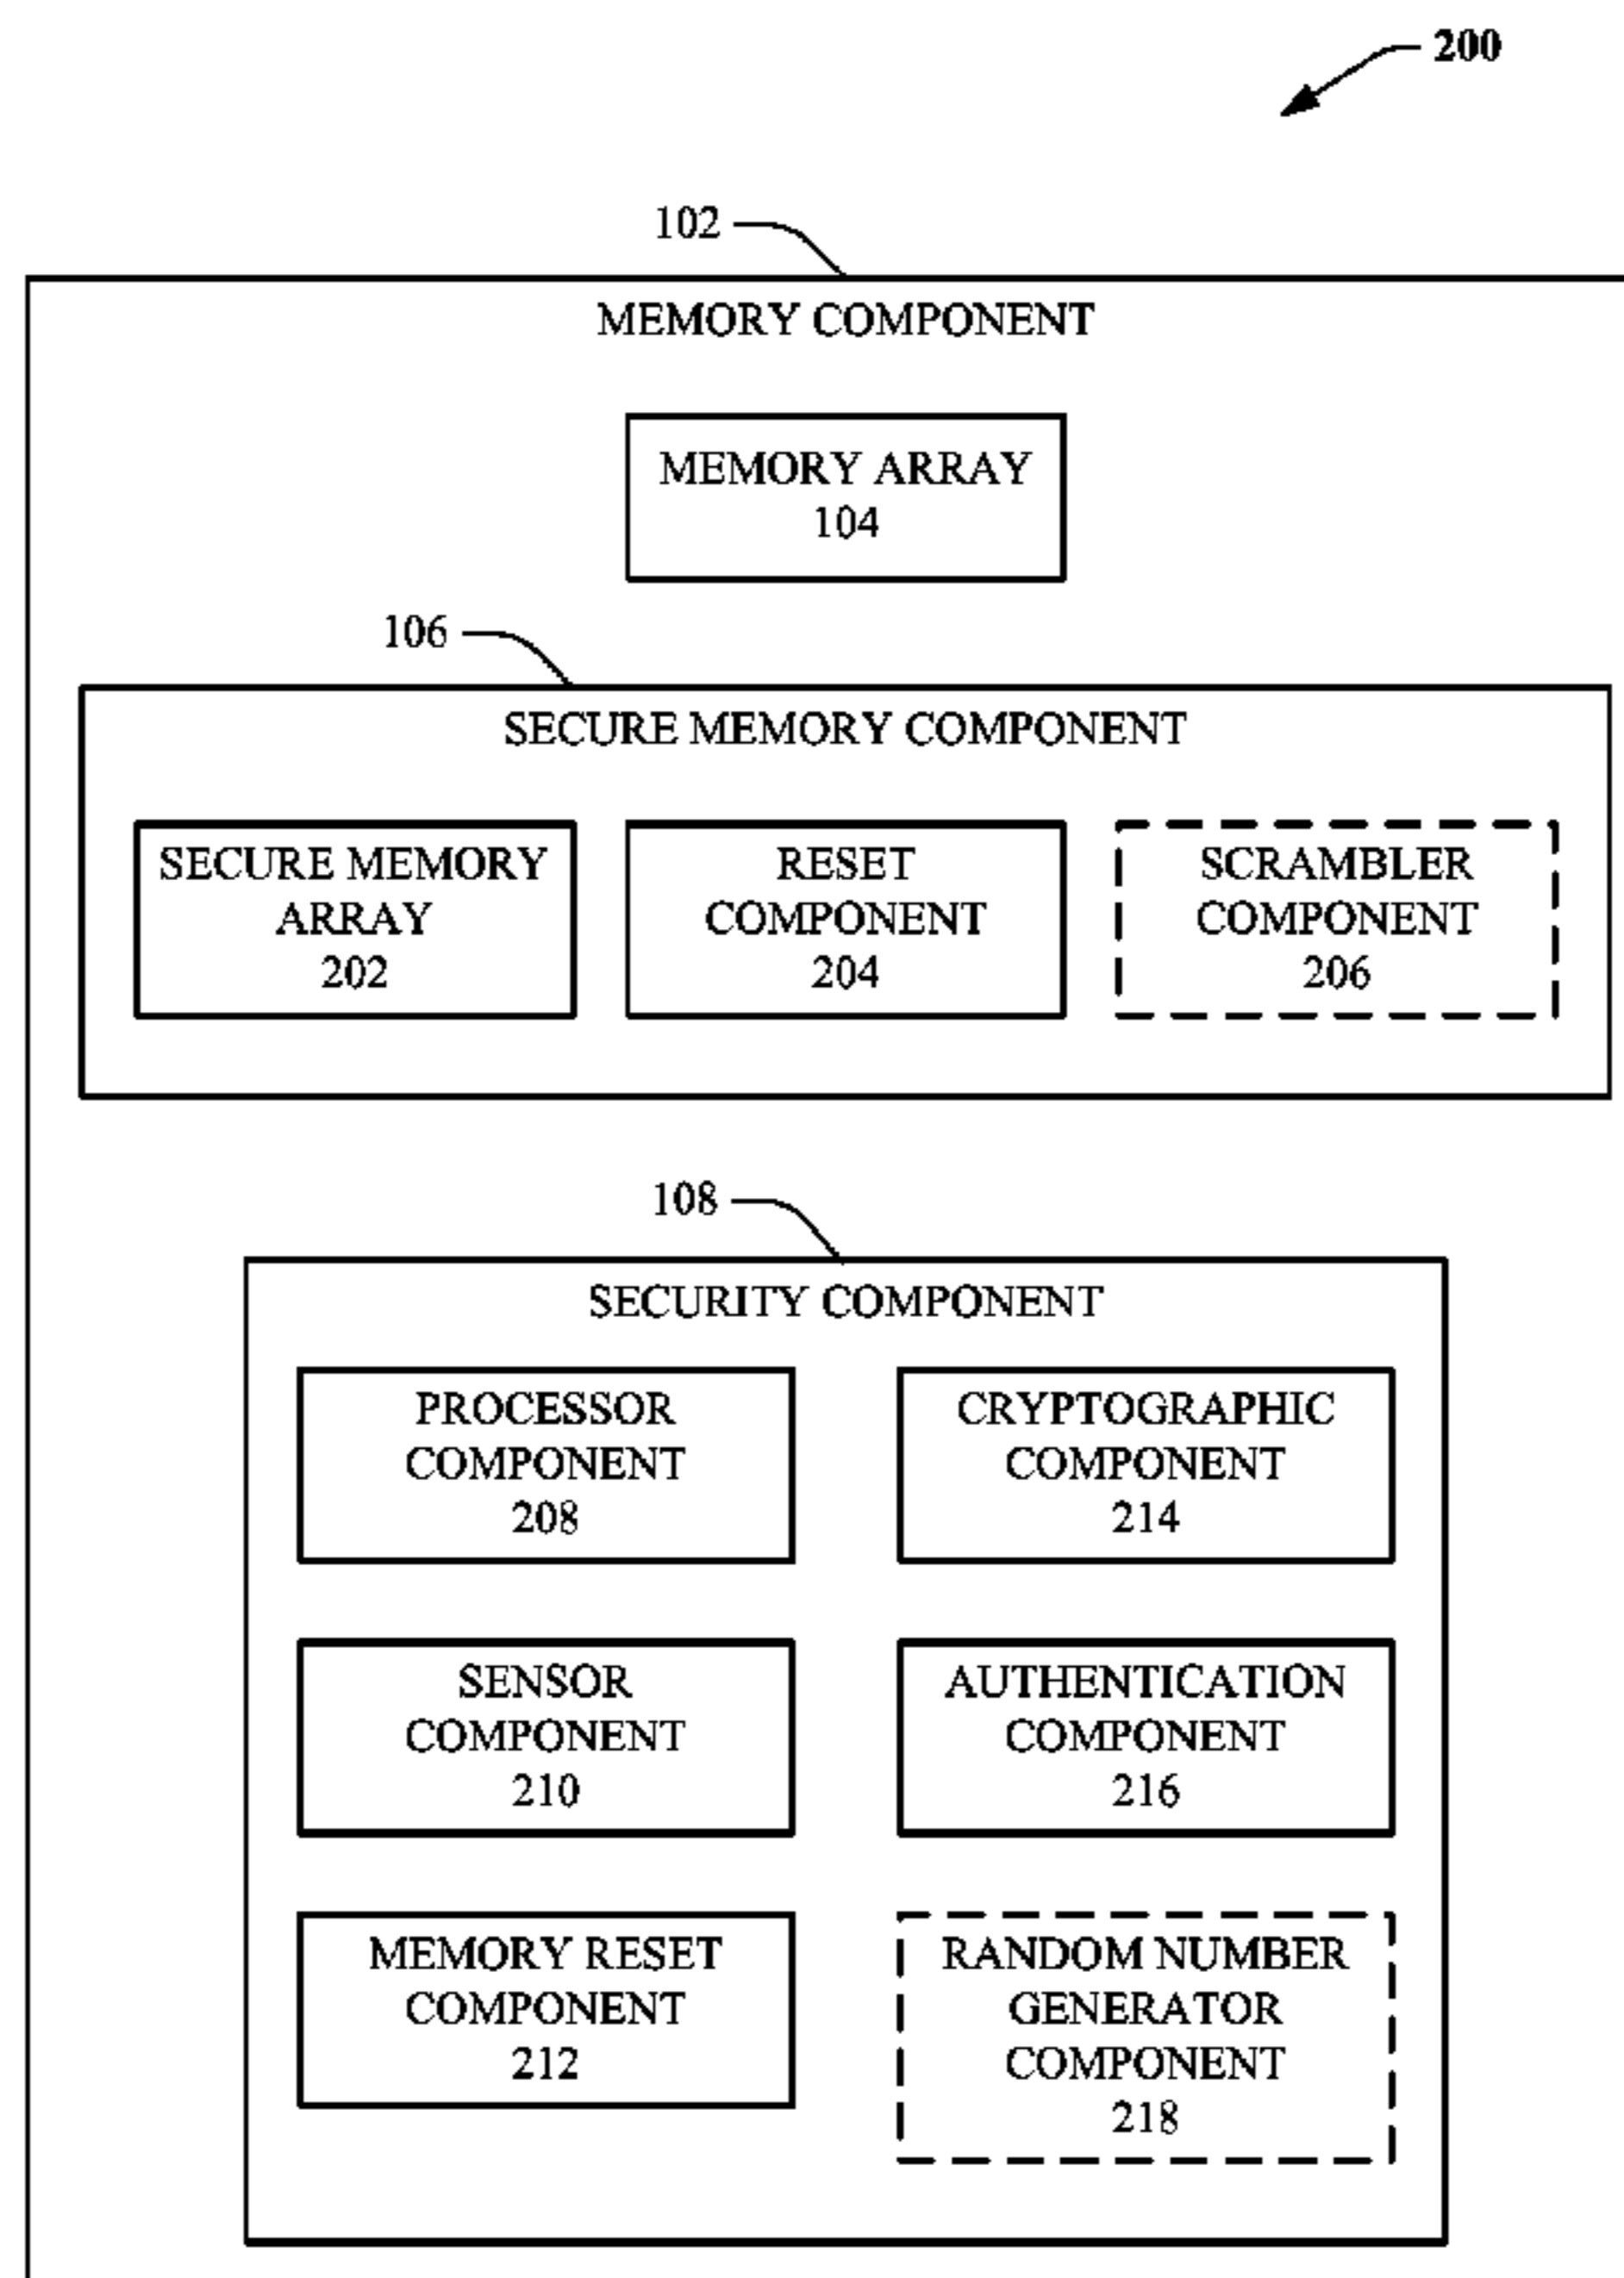 200
102
MEMORY COMPONENT
MEMORY ARRAY
104
106
SECURE MEMORY COMPONENT
SECURE MEMORY
ARRAY
202
RESET
COMPONENT
204
SCRAMBLER
COMPONENT
206
108
SECURITY COMPONENT
PROCESSOR
COMPONENT
208
CRYPTOGRAPHIC
COMPONENT
214
SENSOR
COMPONENT
210
AUTHENTICATION
COMPONENT
216
MEMORY RESET
COMPONENT
212
RANDOM NUMBER
GENERATOR
COMPONENT
218